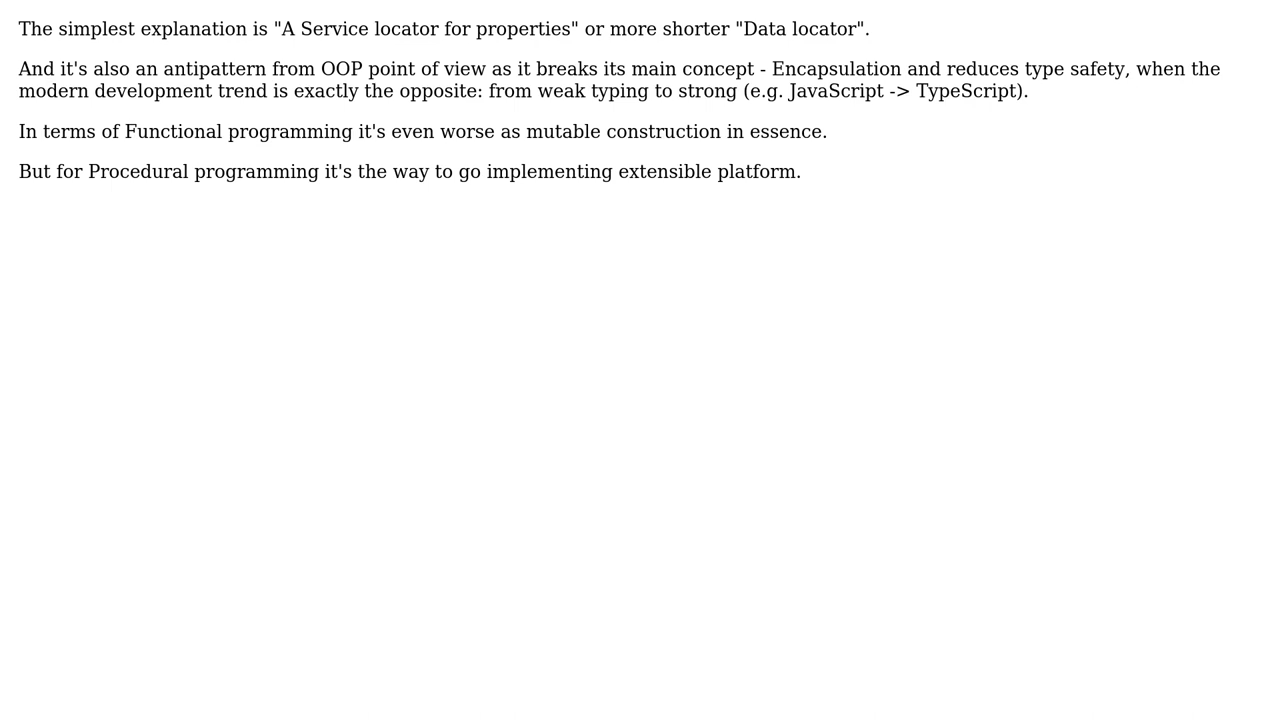 The simplest explanation is "A Service locator for properties" or more shorter "Data locator".
And it's also an antipattern from OOP point of view as it breaks its main concept - Encapsulation and reduces type safety, when the
modern development trend is exactly the opposite: from weak typing to strong (e.g. JavaScript -> TypeScript).
In terms of Functional programming it's even worse as mutable construction in essence.
But for Procedural programming it's the way to go implementing extensible platform.